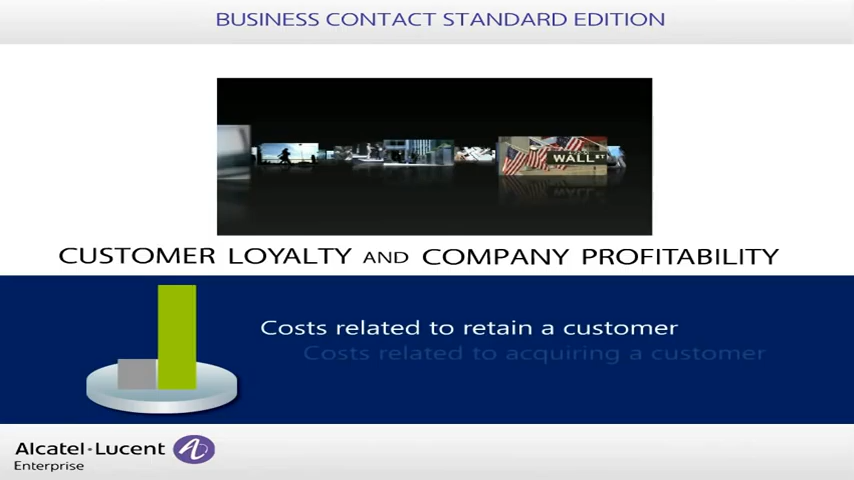 BUSINESS CONTACT STANDARD EDITION
WALL ST
CUSTOMER LOYALTY AND COMPANY PROFITABILITY
Costs related to retain a customer
Costs related to acquiring a customer
Alcatel·Lucent
Enterprise